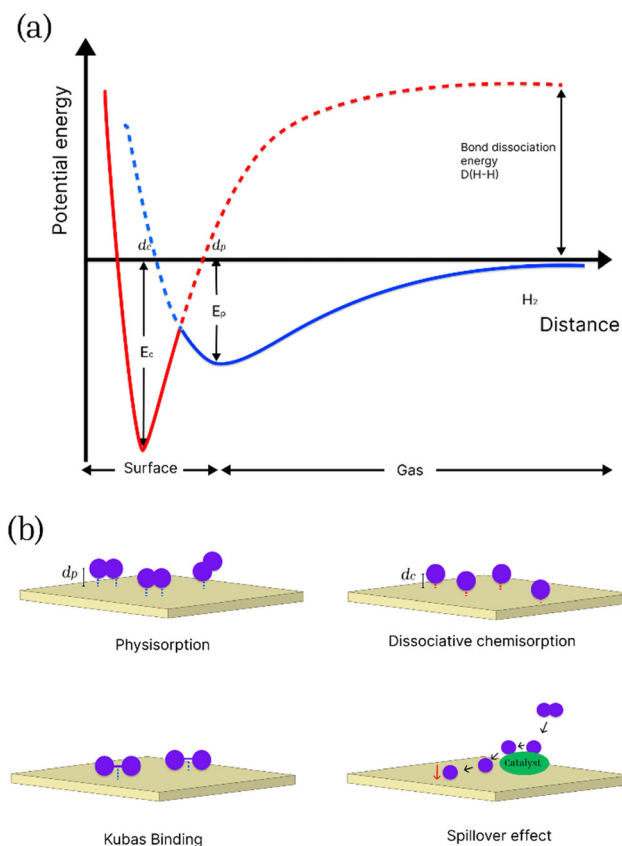 (a)
Potential energy
Bond dissociation
energy
D(H-H)
dc
dp
Ec
Ep
H₂
Distance
Surface
Gas
(b)
dp
dc
Physisorption
Dissociative chemisorption
Catalyst
Kubas Binding
Spillover effect